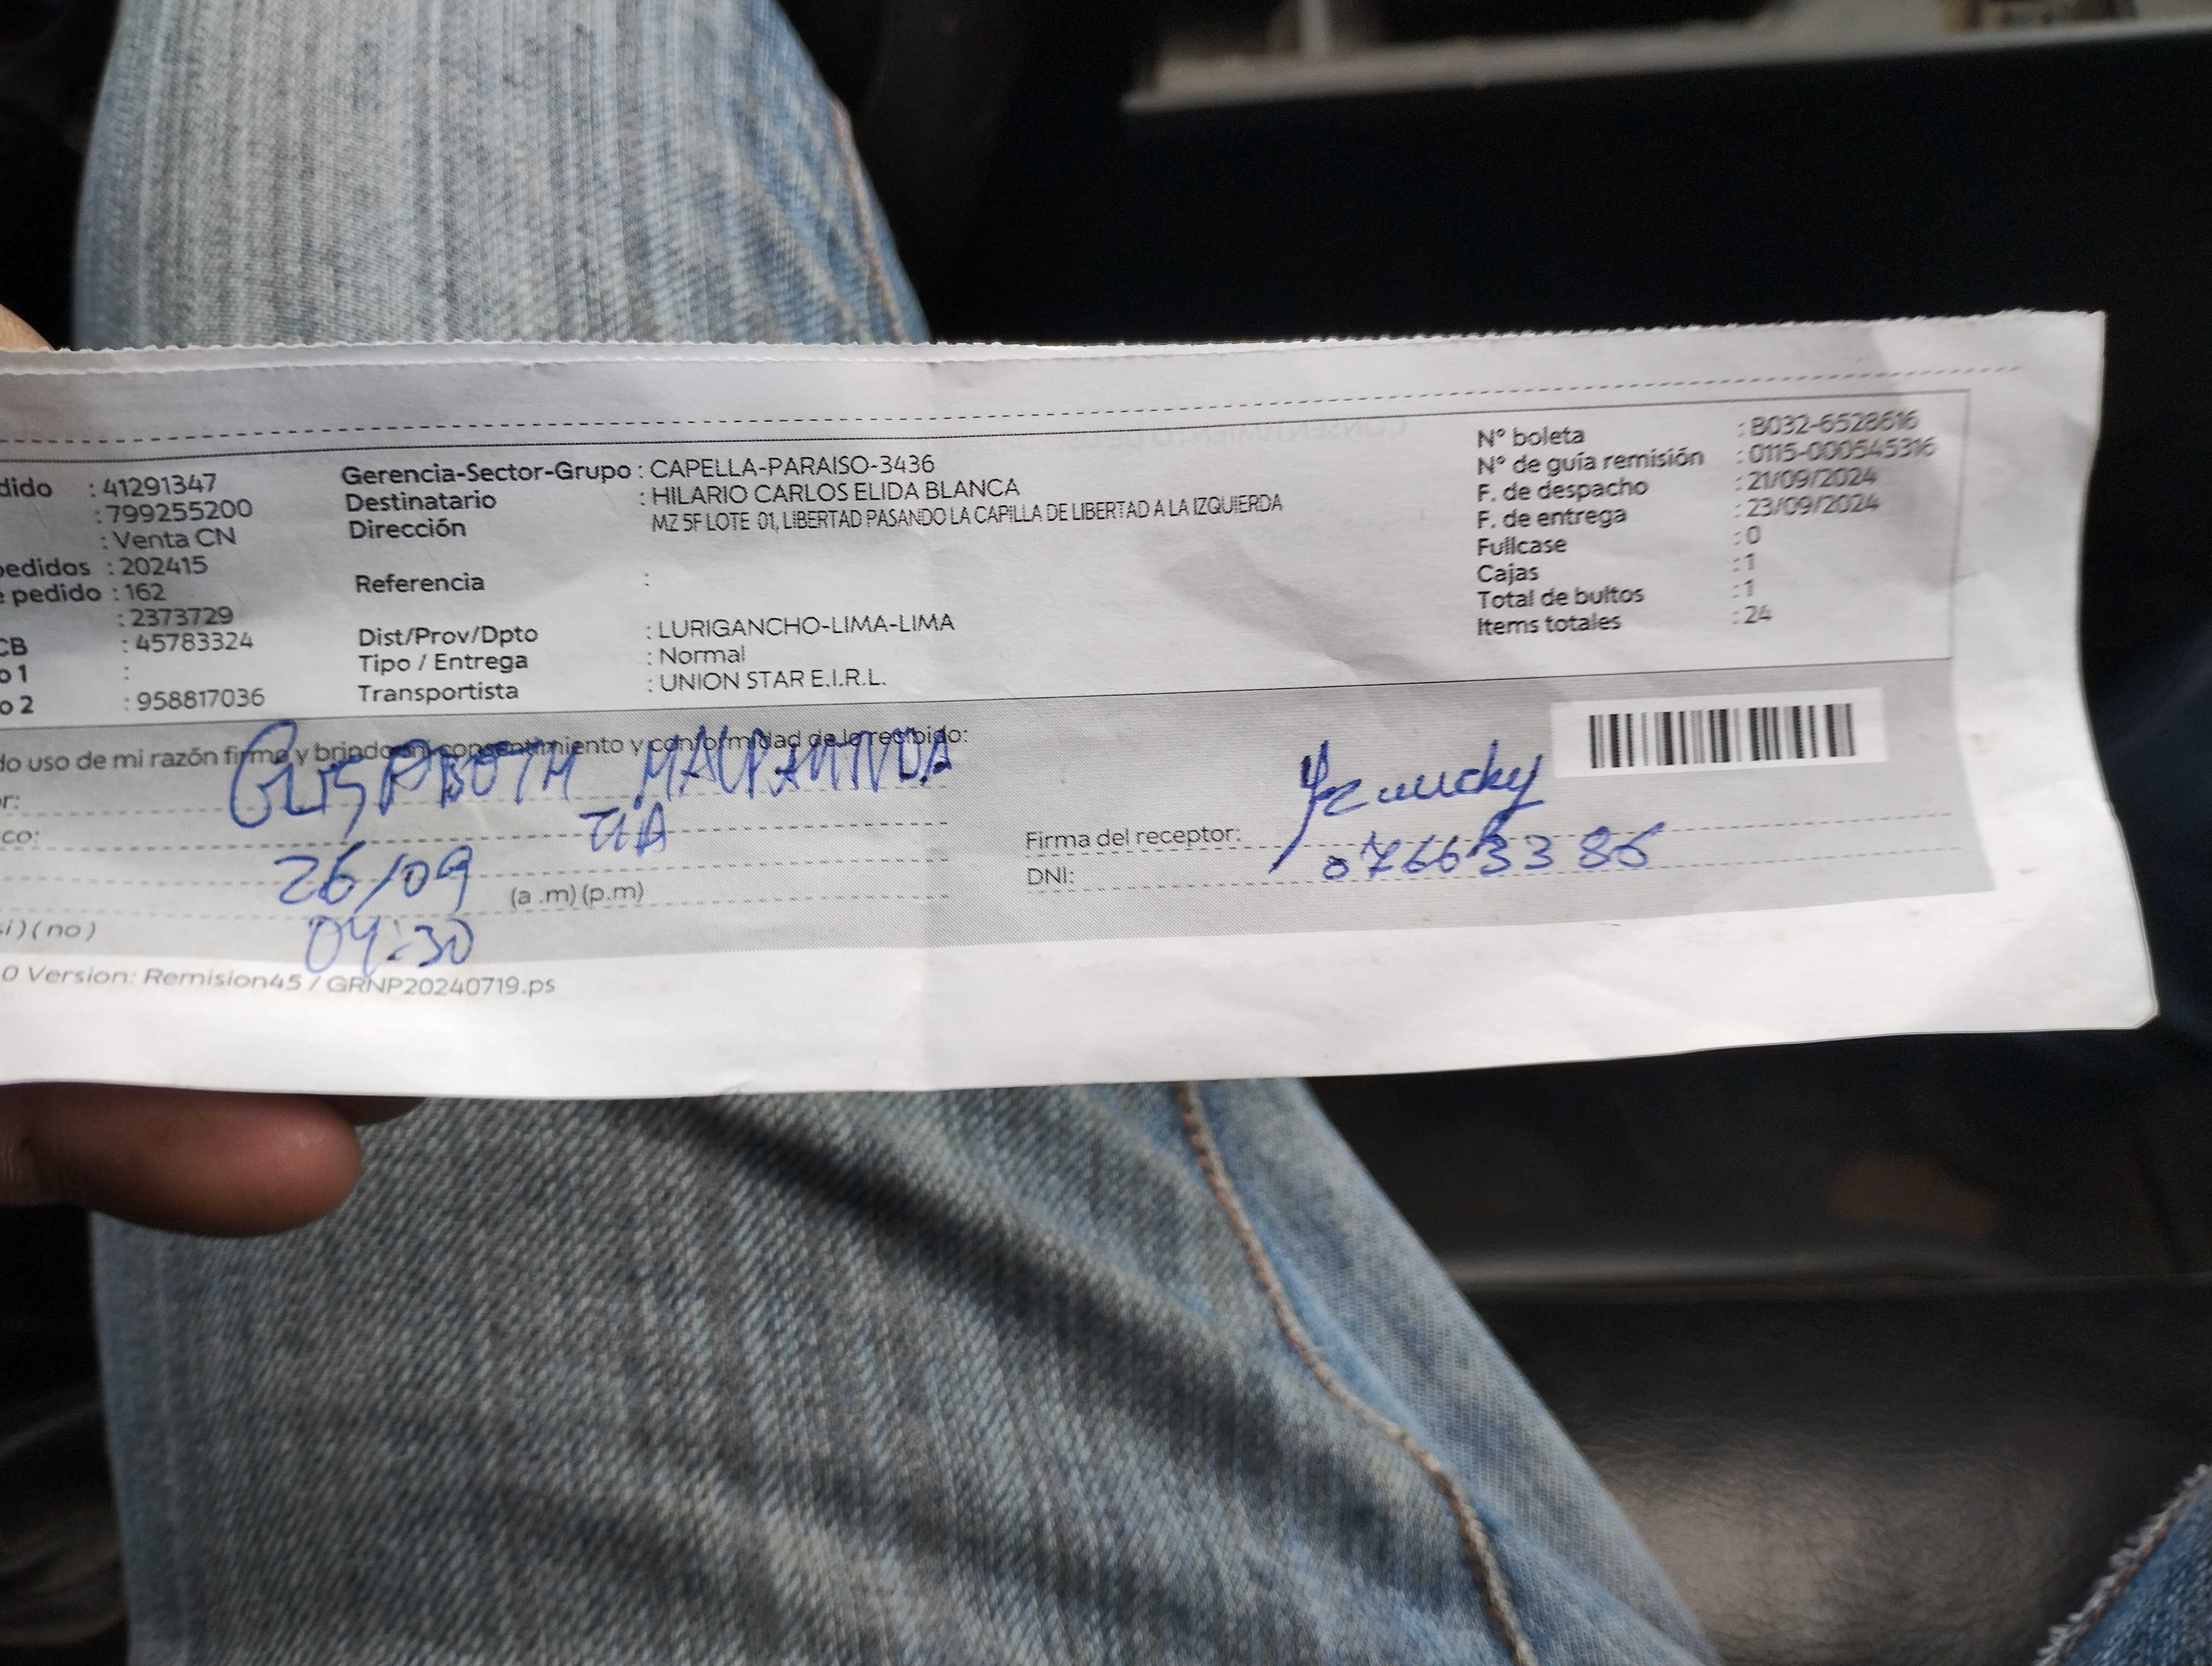 dido : 41291347
: 799255200
: Venta CN
pedidos : 202415
e pedido : 162
: 2373729
CB : 45783324
o 1 :
o 2 : 958817036
Gerencia-Sector-Grupo : CAPELLA-PARAISO-3436
Destinatario : HILARIO CARLOS ELIDA BLANCA
Dirección MZ 5F LOTE 01, LIBERTAD PASANDO LA CAPILLA DE LIBERTAD A LA IZQUIERDA
Referencia :
Dist/Prov/Dpto : LURIGANCHO-LIMA-LIMA
Tipo / Entrega : Normal
Transportista : UNION STAR E.I.R.L.
N° boleta : B032-6528616
N° de guía remisión : 0115-000545316
F. de despacho : 21/09/2024
F. de entrega : 23/09/2024
Fullcase : 0
Cajas : 1
Total de bultos : 1
Items totales : 24
do uso de mi razón firmo y brindo mi consentimiento y conformidad de lo recibido:
r:
co: TIA
26/09 (a .m) (p.m)
si ) ( no )
04:30
Firma del receptor:
DNI: 07663386
0 Version: Remision45 / GRNP20240719.ps